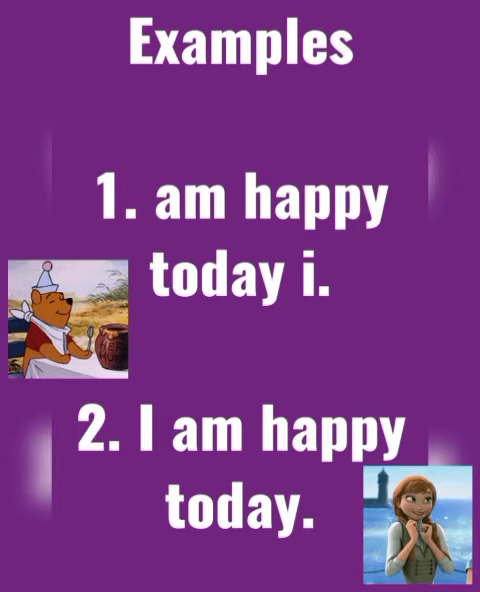 Examples
1. am happy
today i.
2. I am happy
today.